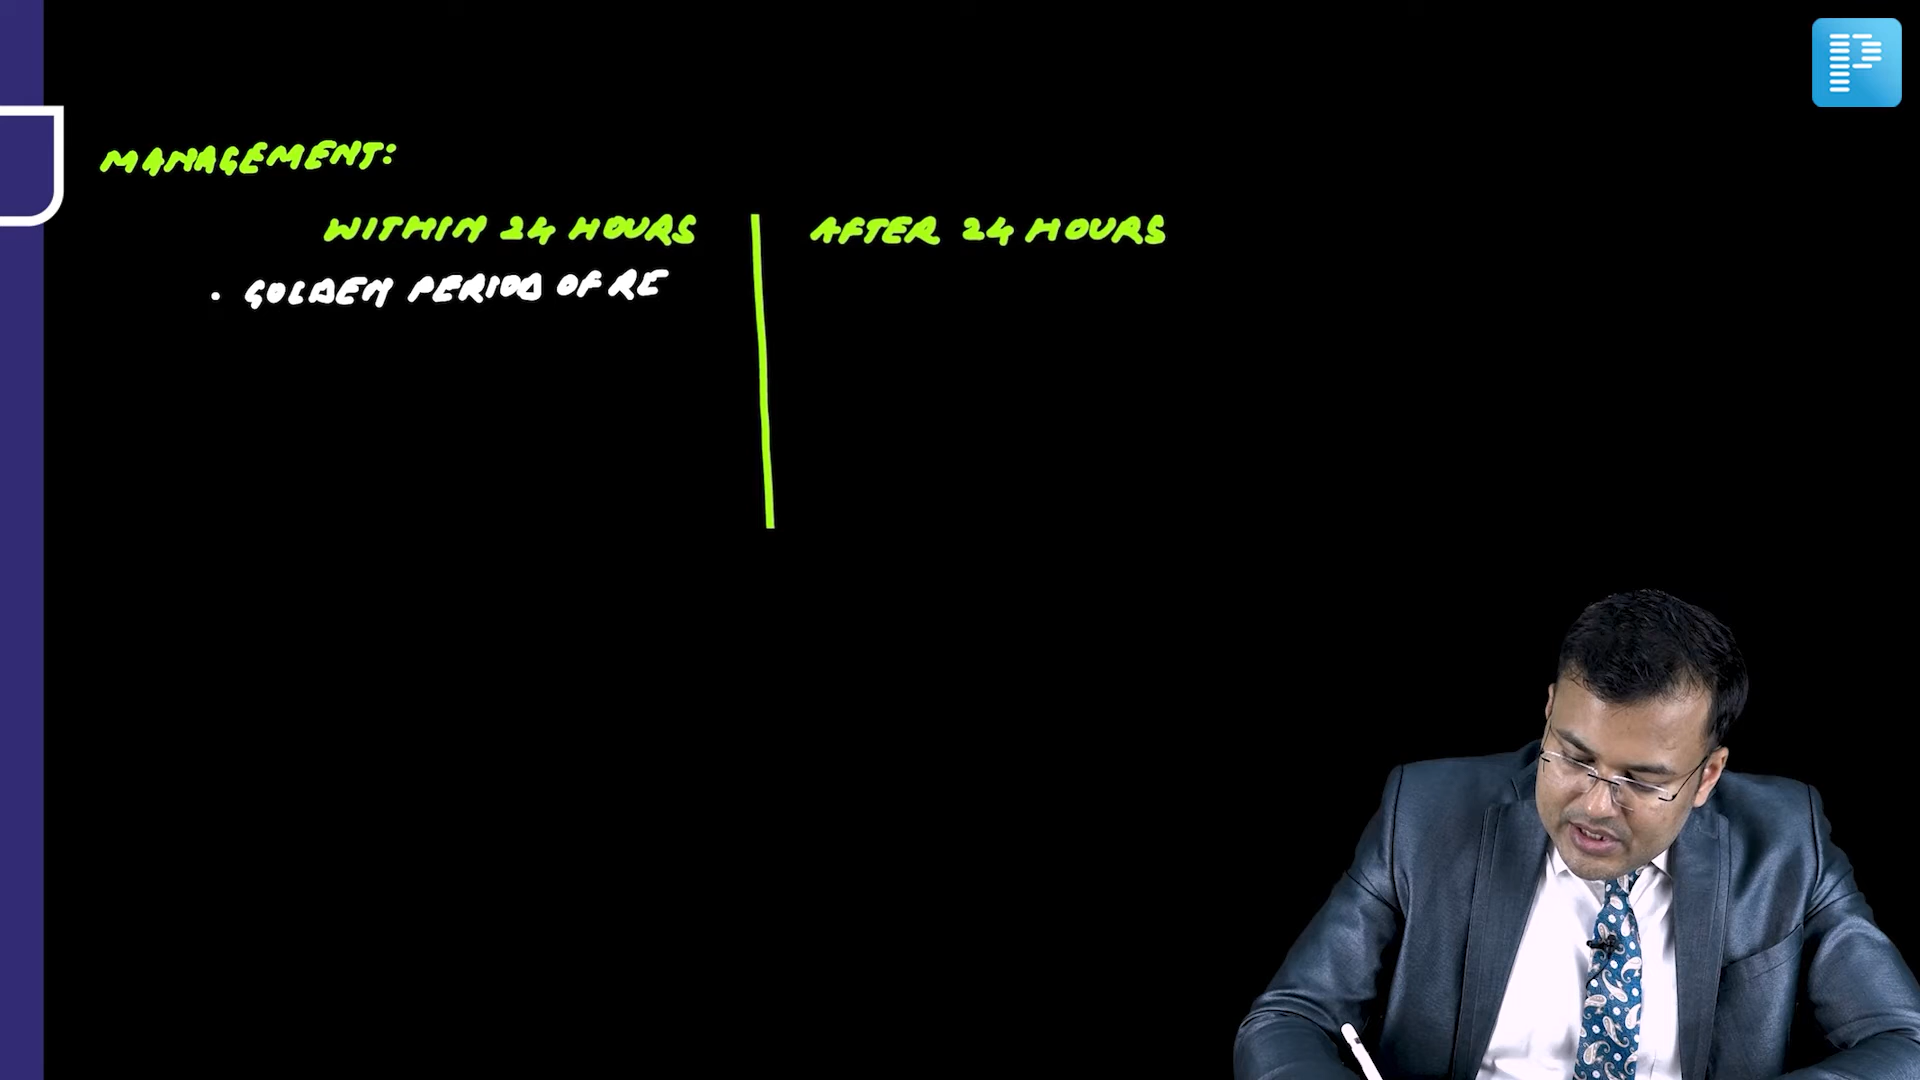 MANAGEMENT:
WITHIN 24 HOURS
AFTER 24 HOURS
. GOLDEN PERIOD OF RE